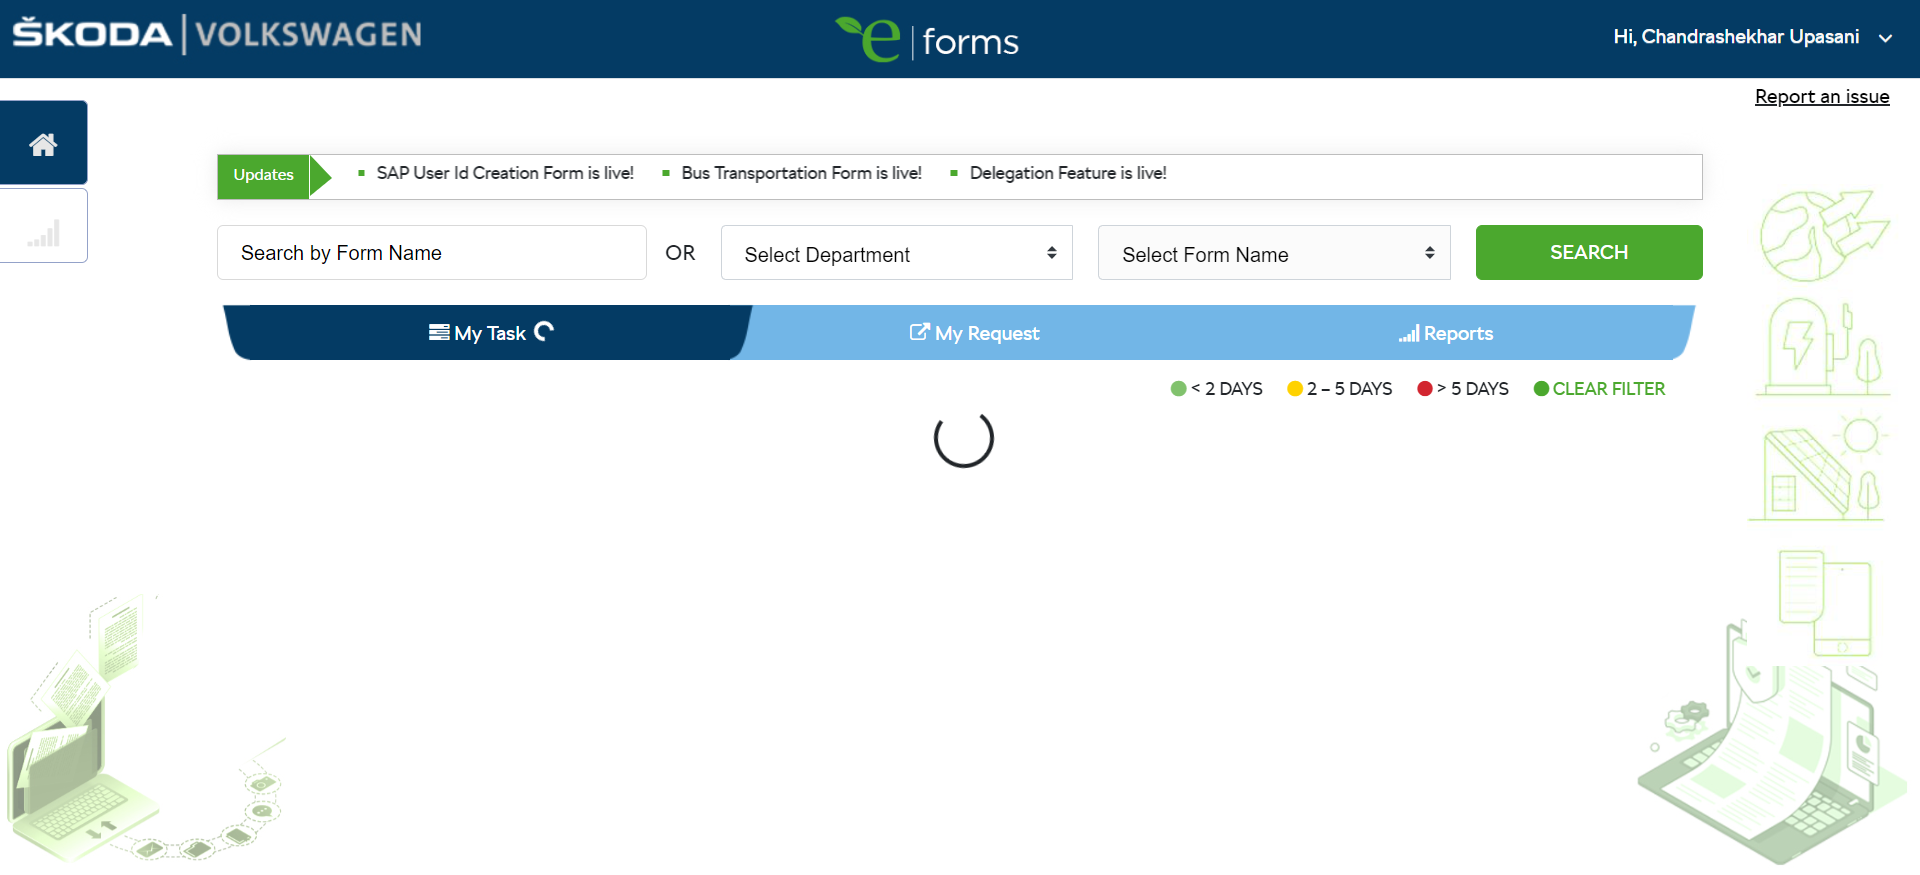 ŠKODA | VOLKSWAGEN
e | forms
Hi, Chandrashekhar Upasani
Report an issue
Updates
SAP User Id Creation Form is live!
Bus Transportation Form is live!
Delegation Feature is live!
Search by Form Name
OR
Select Department
Select Form Name
SEARCH
My Task
My Request
Reports
< 2 DAYS
2 – 5 DAYS
> 5 DAYS
CLEAR FILTER